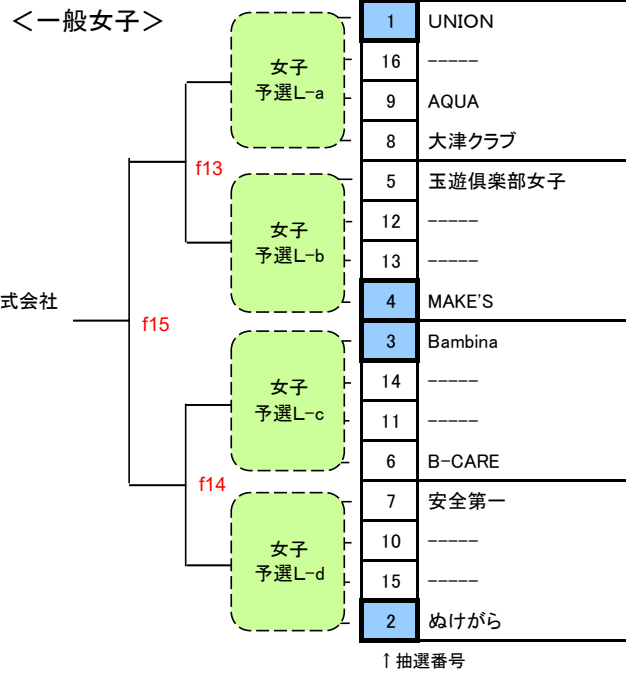 ＜一般女子＞
女子
予選L-a
1 UNION
16 -----
9 AQUA
8 大津クラブ
f13
女子
予選L-b
5 玉遊倶楽部女子
12 -----
13 -----
4 MAKE'S
式会社
f15
女子
予選L-c
3 Bambina
14 -----
11 -----
6 B-CARE
f14
女子
予選L-d
7 安全第一
10 -----
15 -----
2 ぬけがら
↑抽選番号